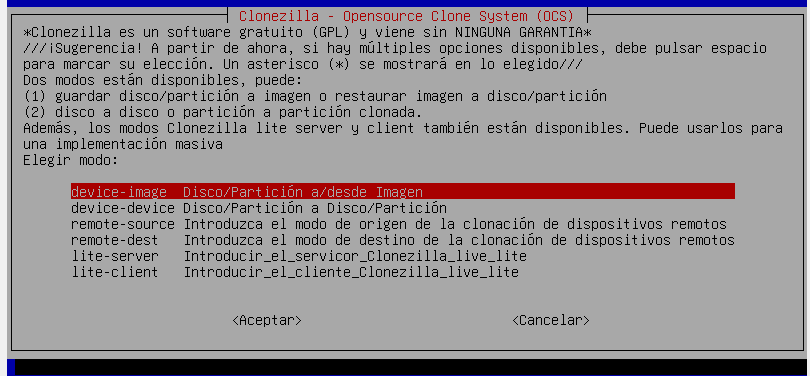 Clonezilla - Opensource Clone System (OCS)
*Clonezilla es un software gratuito (GPL) y viene sin NINGUNA GARANTIA*
///¡Sugerencia! A partir de ahora, si hay múltiples opciones disponibles, debe pulsar espacio
para marcar su elección. Un asterisco (*) se mostrará en lo elegido///
Dos modos están disponibles, puede:
(1) guardar disco/partición a imagen o restaurar imagen a disco/partición
(2) disco a disco o partición a partición clonada.
Además, los modos Clonezilla lite server y client también están disponibles. Puede usarlos para
una implementación masiva
Elegir modo:
device-image Disco/Partición a/desde Imagen
device-device Disco/Partición a Disco/Partición
remote-source Introduzca el modo de origen de la clonación de dispositivos remotos
remote-dest Introduzca el modo de destino de la clonación de dispositivos remotos
lite-server Introducir_el_servicor_Clonezilla_live_lite
lite-client Introducir_el_cliente_Clonezilla_live_lite
<Aceptar> <Cancelar>